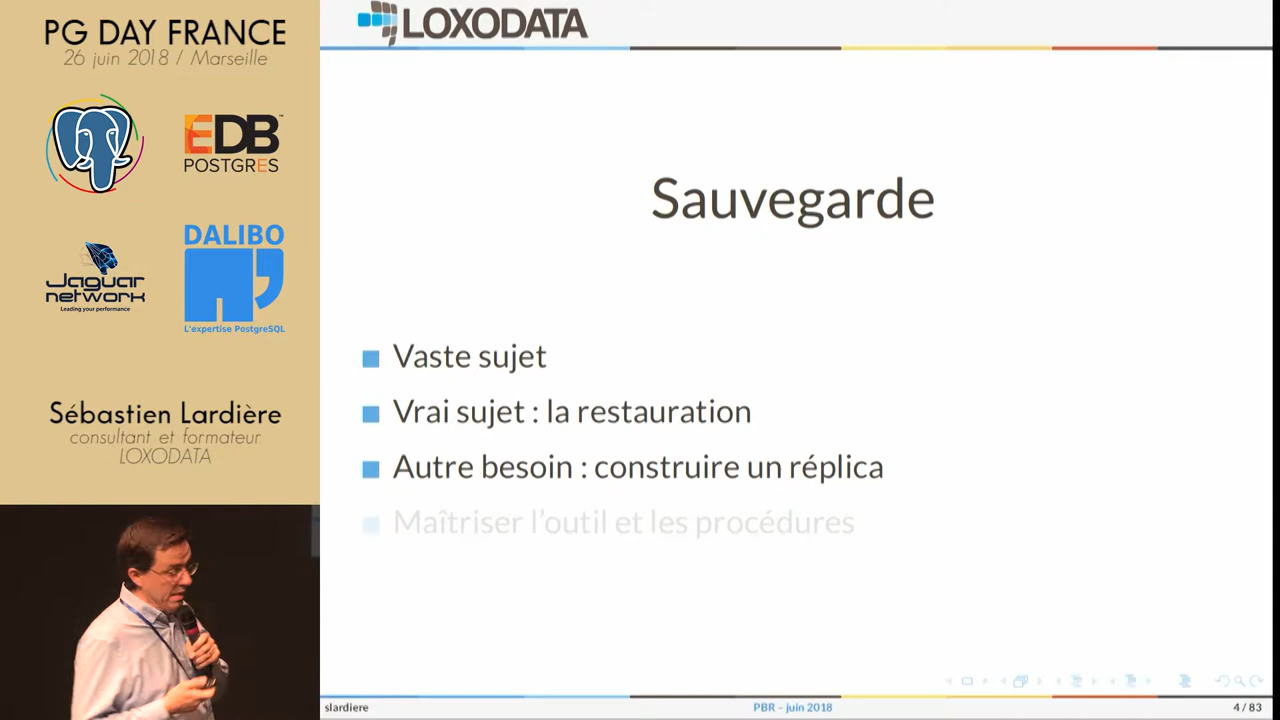 PG DAY FRANCE
26 juin 2018 / Marseille
EDB
POSTGRES
Jaguar
network
Leading your performance
DALIBO
L'expertise PostgreSQL
Sébastien Lardière
consultant et formateur
LOXODATA
LOXODATA
Sauvegarde
Vaste sujet
Vrai sujet : la restauration
Autre besoin : construire un réplica
Maîtriser l'outil et les procédures
slardiere
PBR – juin 2018
4 / 83